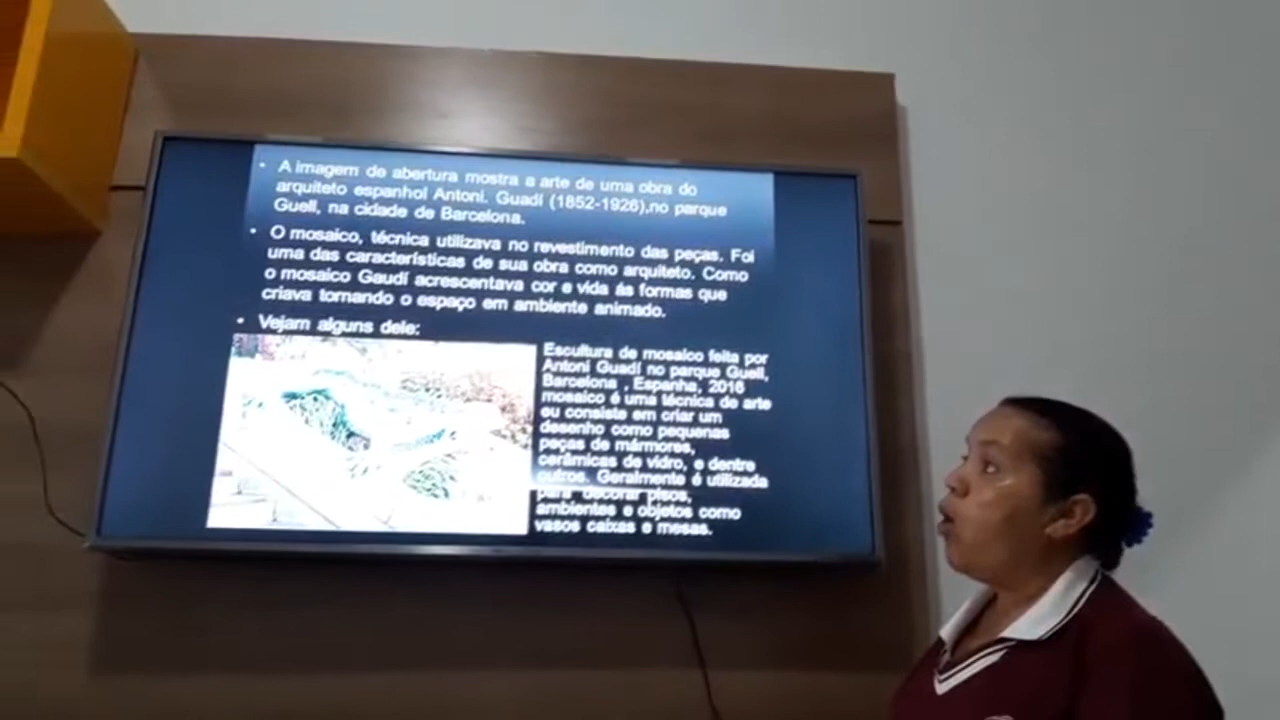 • A imagem de abertura mostra a arte de uma obra do
arquiteto espanhol Antoni. Guadí (1852-1926),no parque
Guell, na cidade de Barcelona.
• O mosaico, técnica utilizava no revestimento das peças. Foi
uma das características de sua obra como arquiteto. Como
o mosaico Gaudí acrescentava cor e vida ás formas que
criava tornando o espaço em ambiente animado.
• Vejam alguns dele:
Escultura de mosaico feita por
Antoni Guadí no parque Guell,
Barcelona , Espanha, 2016
mosaico é uma técnica de arte
eu consiste em criar um
desenho como pequenas
peças de mármores,
cerâmicas de vidro, e dentre
outros. Geralmente é utilizada
para decorar pisos,
ambientes e objetos como
vasos caixas e mesas.